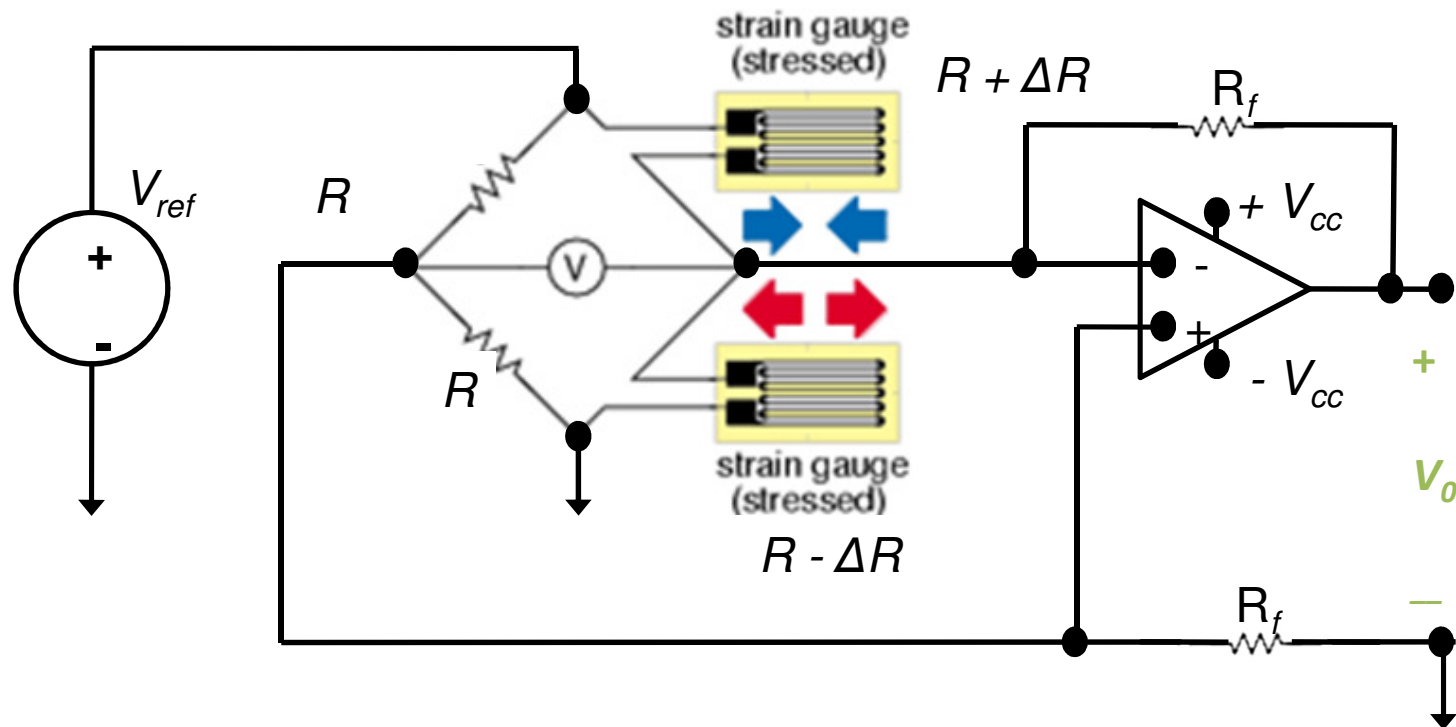 strain gauge
(stressed)
R + ΔR
R_f
V_ref
R
+ V_cc
+
-
V
-
+
- V_cc
+
R
strain gauge
(stressed)
V_0
R - ΔR
R_f
—